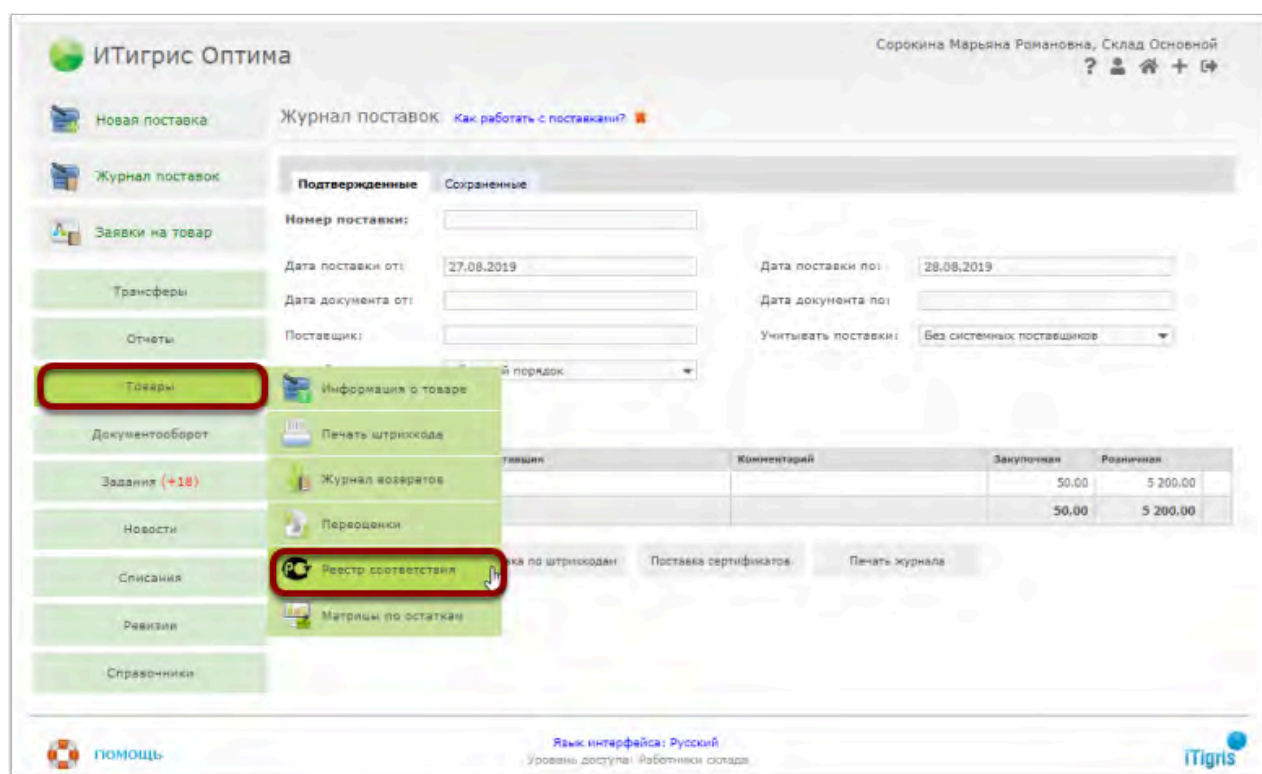 ИТигрис Оптима
Сорокина Марьяна Романовна, Склад Основной
?
Новая поставка
Журнал поставок
Заявки на товар
Трансферы
Отчеты
Товары
Документооборот
Задания (+18)
Новости
Списания
Ревизии
Справочники
Журнал поставок Как работать с поставками?
Подтвержденные Сохраненные
Номер поставки:
Дата поставки от: 27.08.2019 Дата поставки по: 28.08.2019
Дата документа от: Дата документа по:
Поставщик: Учитывать поставки: Без системных поставщиков
й порядок
Информация о товаре
Печать штрихкода
Журнал возвратов
Переоценки
Реестр соответствия
Матрицы по остаткам
тавщик Комментарий Закупочная Розничная
50.00 5 200.00
50.00 5 200.00
вка по штрихкодам Поставка сертификатов Печать журнала
ПОМОЩЬ
Язык интерфейса: Русский
Уровень доступа: Работники склада
iTigris